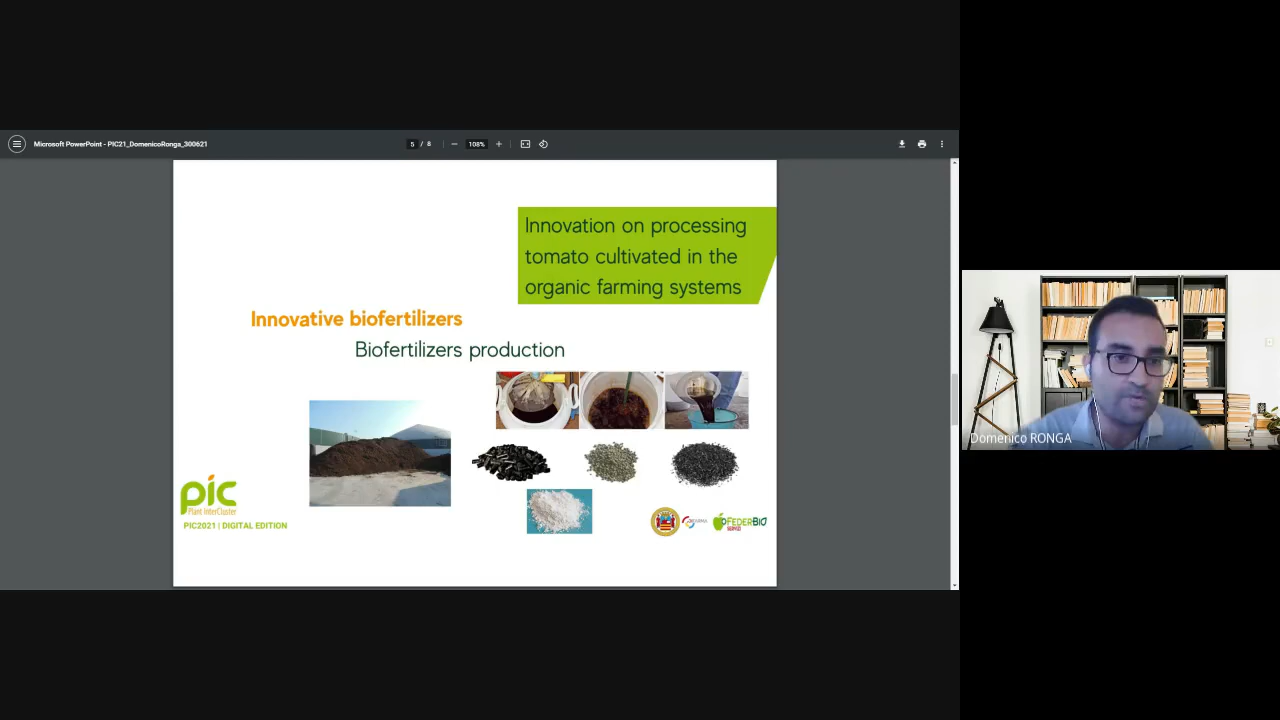 Microsoft PowerPoint - PIC21_DomenicoRonga_300621
5 / 8
108%
Innovation on processing
tomato cultivated in the
organic farming systems
Innovative biofertilizers
Biofertilizers production
pic
Plant InterCluster
PIC2021 | DIGITAL EDITION
FEDERBIO
Domenico RONGA